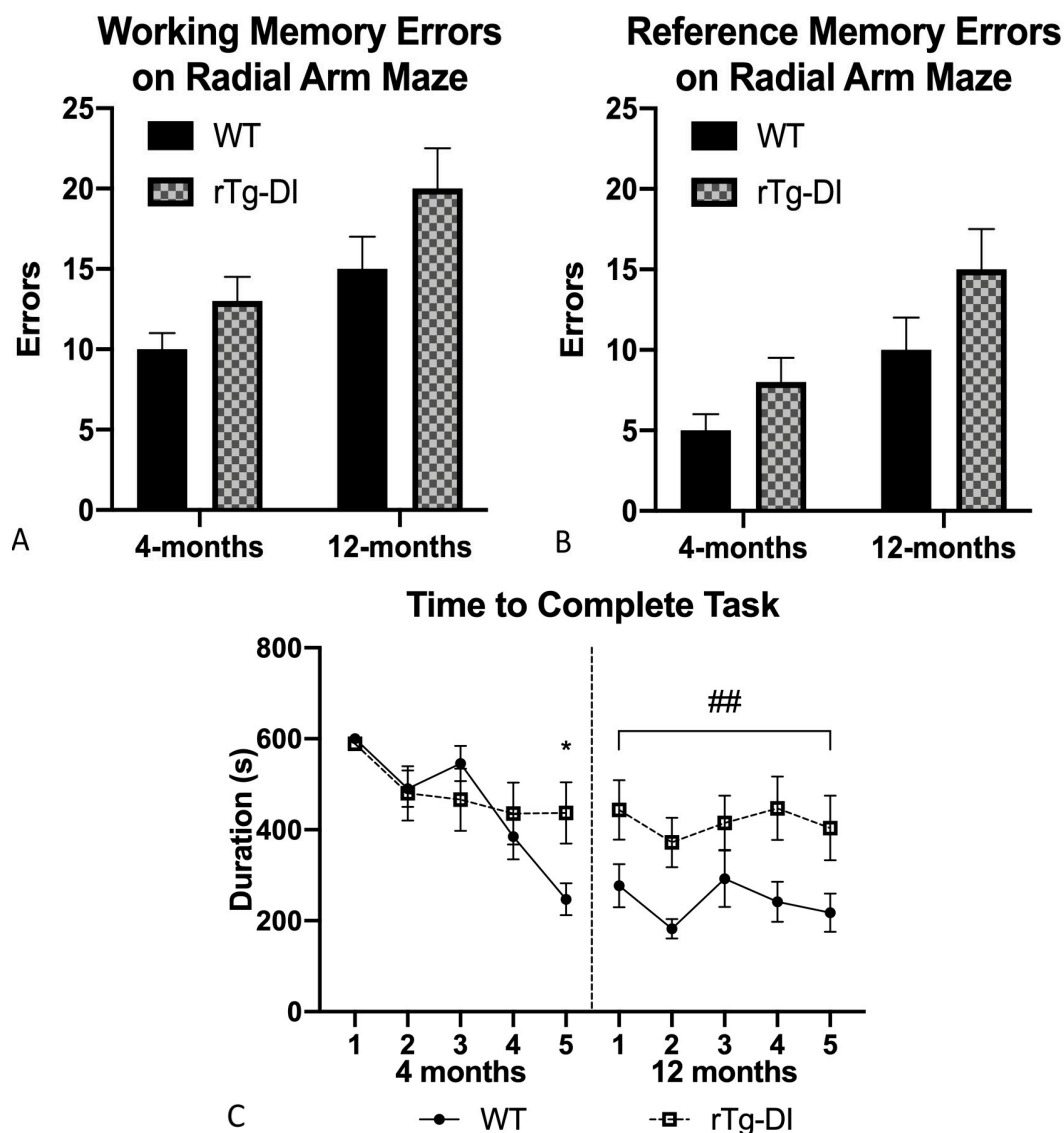 Working Memory Errors
on Radial Arm Maze
25
20
15
10
5
0
Errors
WT
rTg-DI
4-months
12-months
A
Reference Memory Errors
on Radial Arm Maze
25
20
15
10
5
0
Errors
WT
rTg-DI
4-months
12-months
B
Time to Complete Task
800
600
400
200
0
Duration (s)
*
##
1 2 3 4 5 1 2 3 4 5
4 months 12 months
C
WT rTg-DI